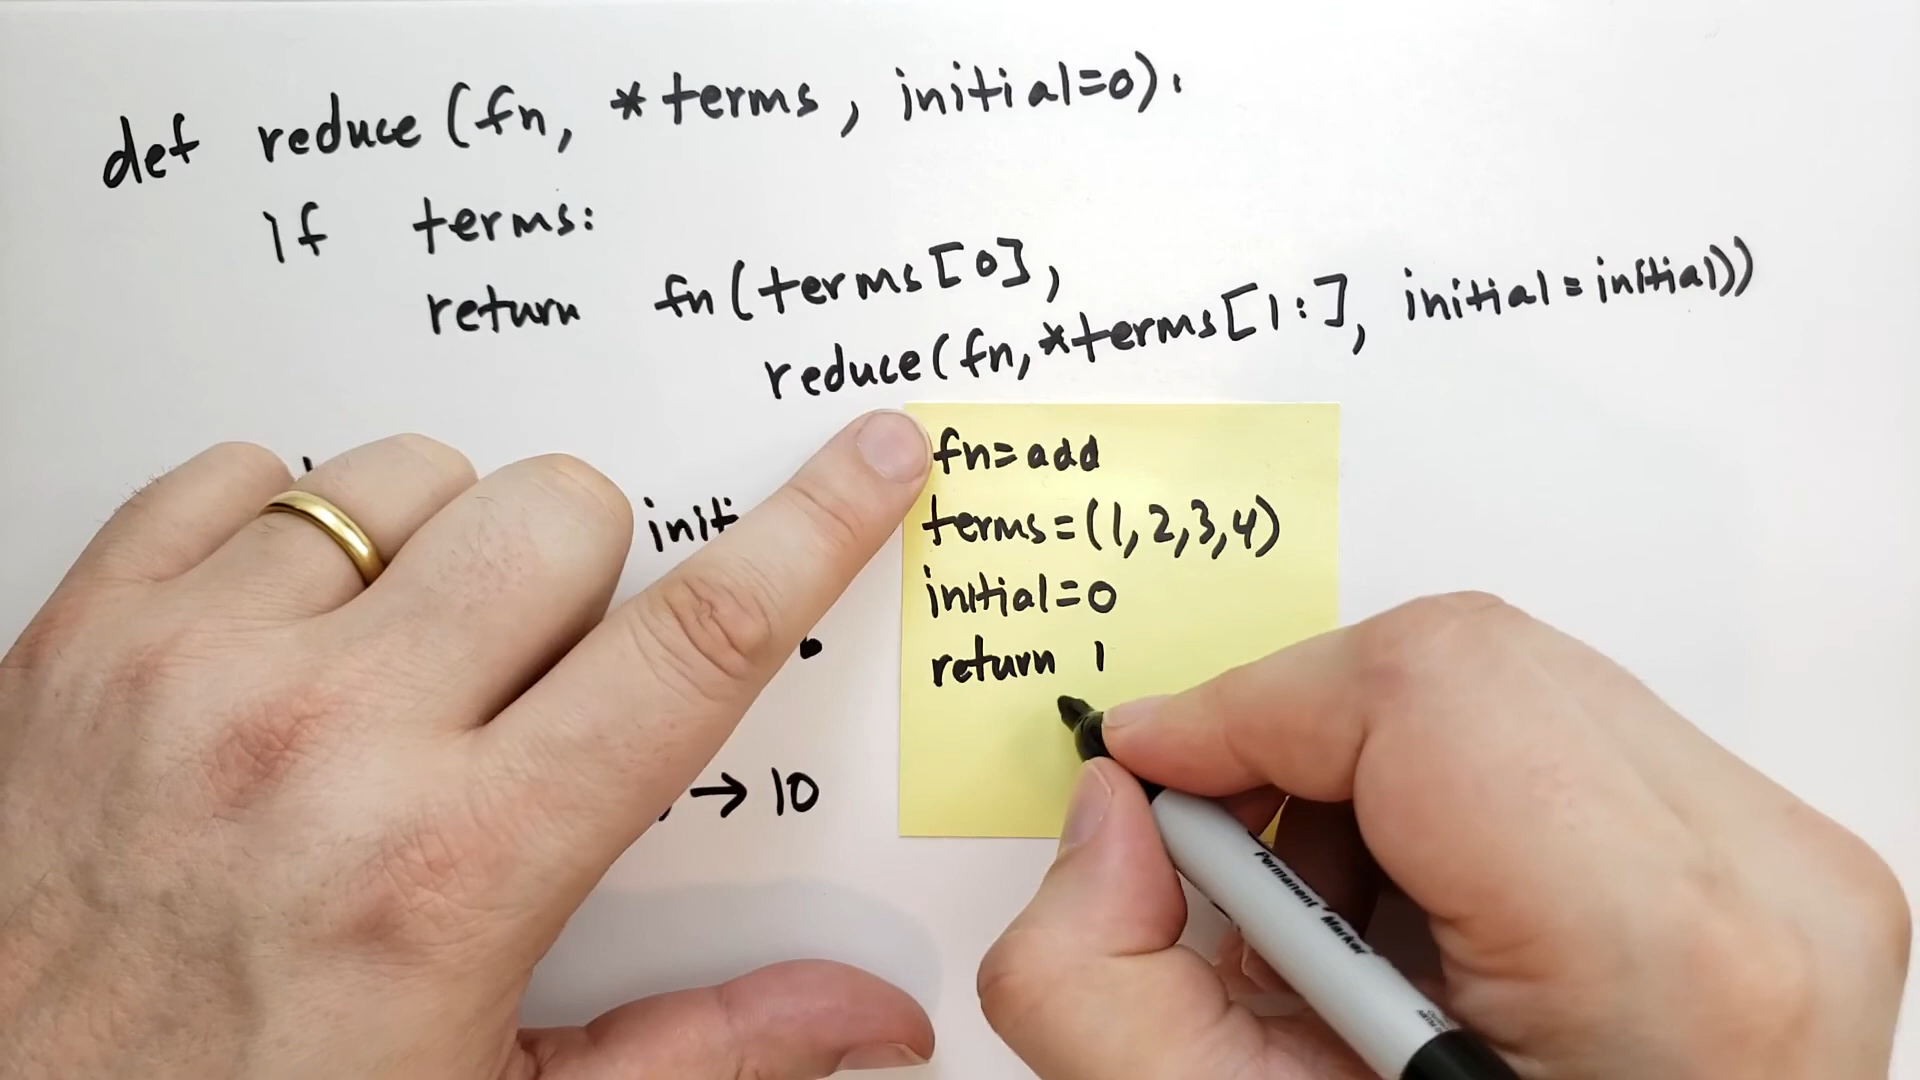 def reduce(fn, *terms, initial=0):
if terms:
return fn(terms[0],
reduce(fn,*terms[1:], initial=initial))
fn=add
terms=(1,2,3,4)
initial=0
return 1
→ 10
Permanent Marker